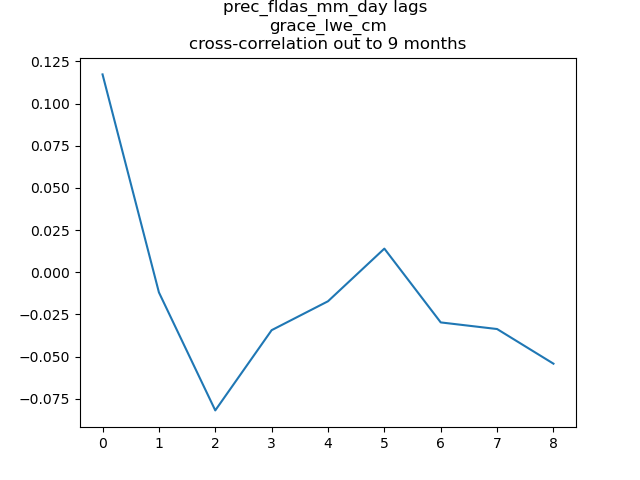 prec_fldas_mm_day lags
grace_lwe_cm
cross-correlation out to 9 months
0.125
0.100
0.075
0.050
0.025
0.000
−0.025
−0.050
−0.075
0 1 2 3 4 5 6 7 8